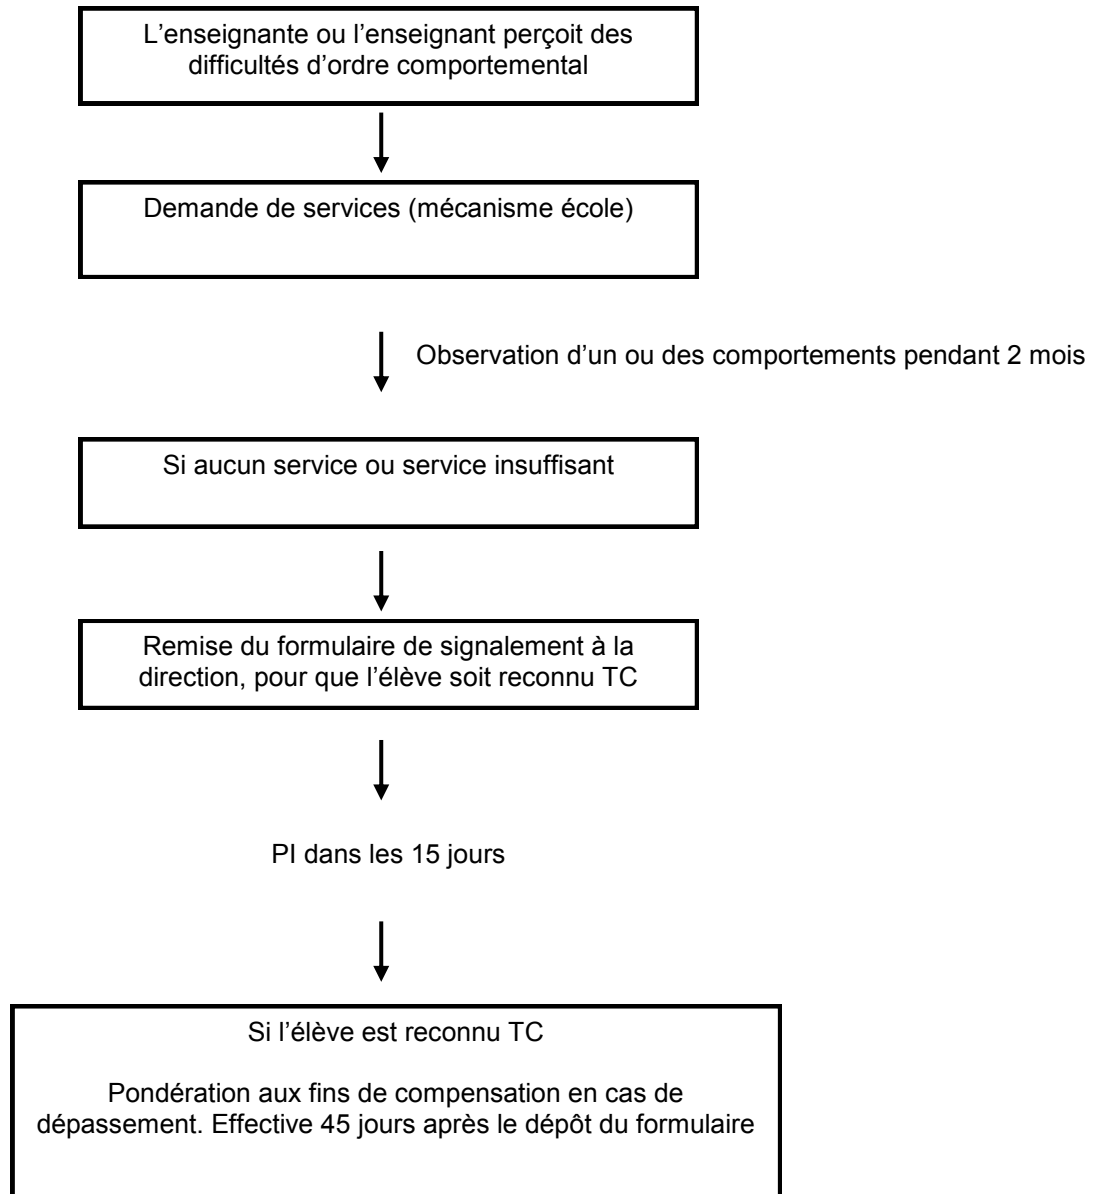 L’enseignante ou l’enseignant perçoit des
difficultés d’ordre comportemental
Demande de services (mécanisme école)
Observation d’un ou des comportements pendant 2 mois
Si aucun service ou service insuffisant
Remise du formulaire de signalement à la
direction, pour que l’élève soit reconnu TC
PI dans les 15 jours
Si l’élève est reconnu TC
Pondération aux fins de compensation en cas de
dépassement. Effective 45 jours après le dépôt du formulaire